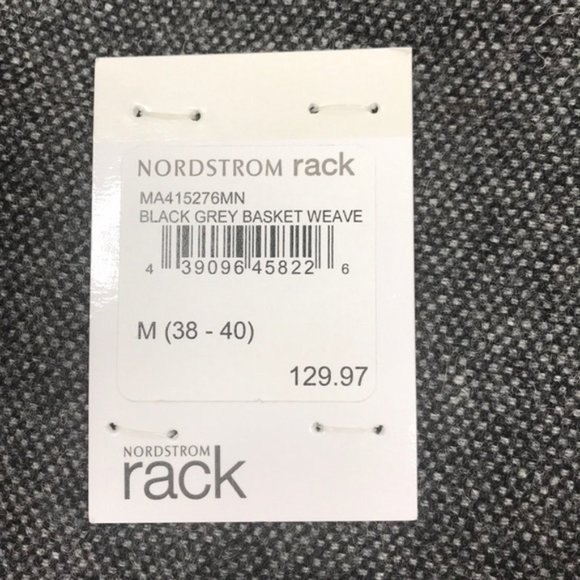 NORDSTROM rack
MA415276MN
BLACK GREY BASKET WEAVE
4 39096 45822 6
M (38 - 40)
129.97
NORDSTROM
rack